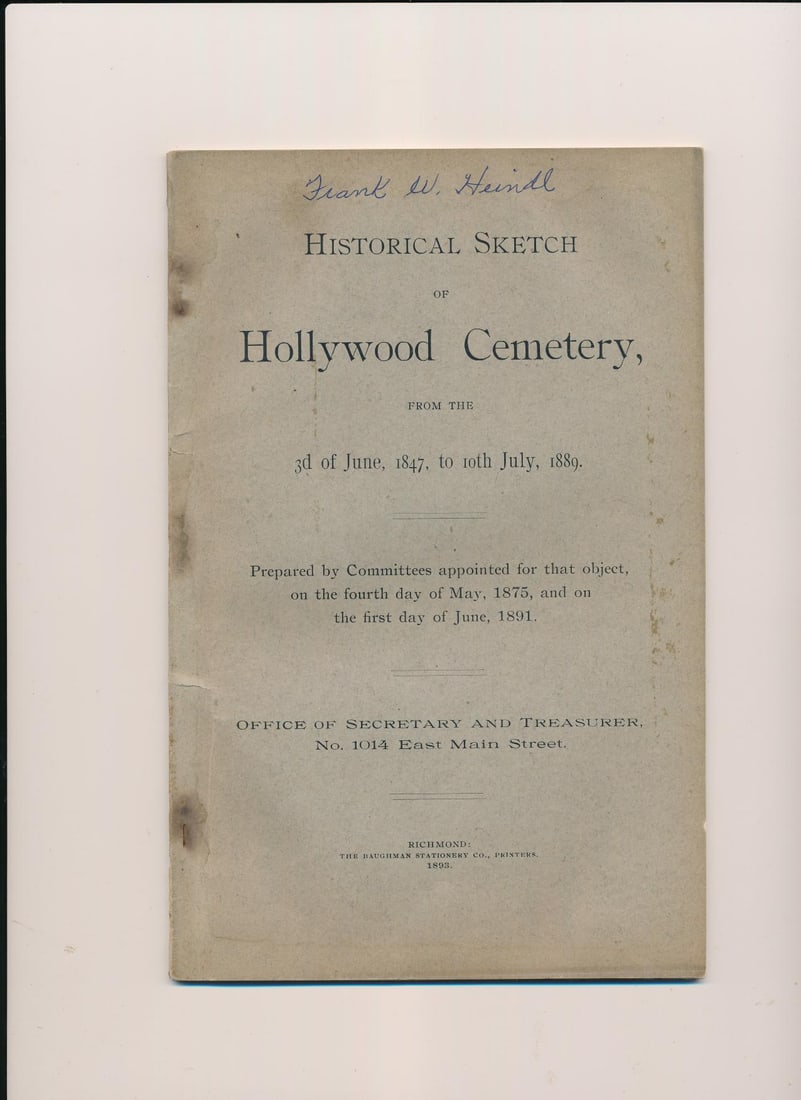 Frank W. Heindl
HISTORICAL SKETCH
OF
Hollywood Cemetery,
FROM THE
3d of June, 1847, to 10th July, 1889.
Prepared by Committees appointed for that object,
on the fourth day of May, 1875, and on
the first day of June, 1891.
OFFICE OF SECRETARY AND TREASURER,
No. 1014 East Main Street.
RICHMOND:
THE BAUGHMAN STATIONERY CO., PRINTERS.
1893.